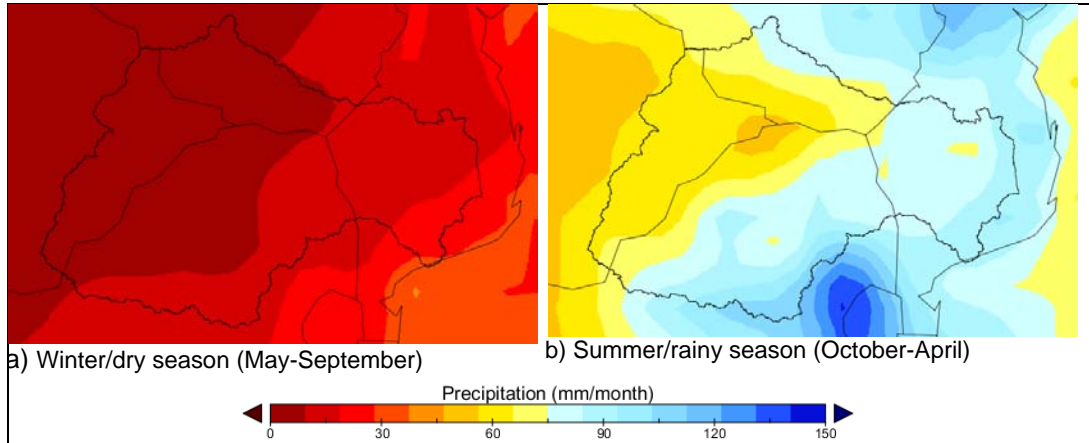 a) Winter/dry season (May-September)
b) Summer/rainy season (October-April)
Precipitation (mm/month)
0 30 60 90 120 150